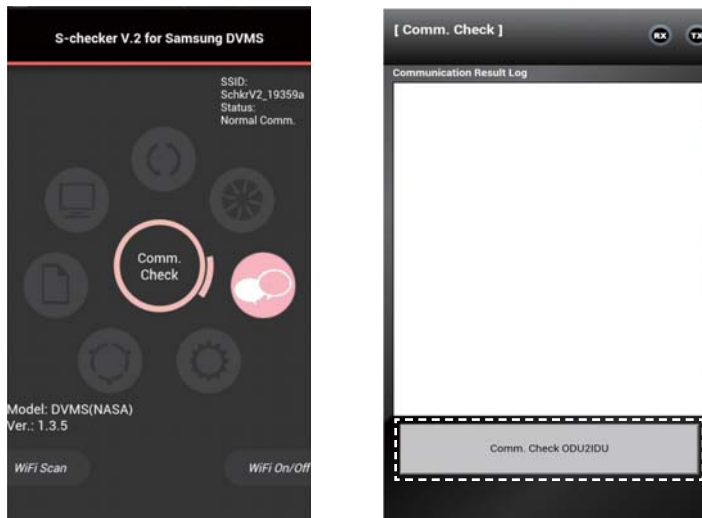 S-checker V.2 for Samsung DVMS
SSID:
SchkrV2_19359a
Status:
Normal Comm.
Comm.
Check
Model: DVMS(NASA)
Ver.: 1.3.5
WiFi Scan
WiFi On/Off
[ Comm. Check ]
RX
TX
Communication Result Log
Comm. Check ODU2IDU